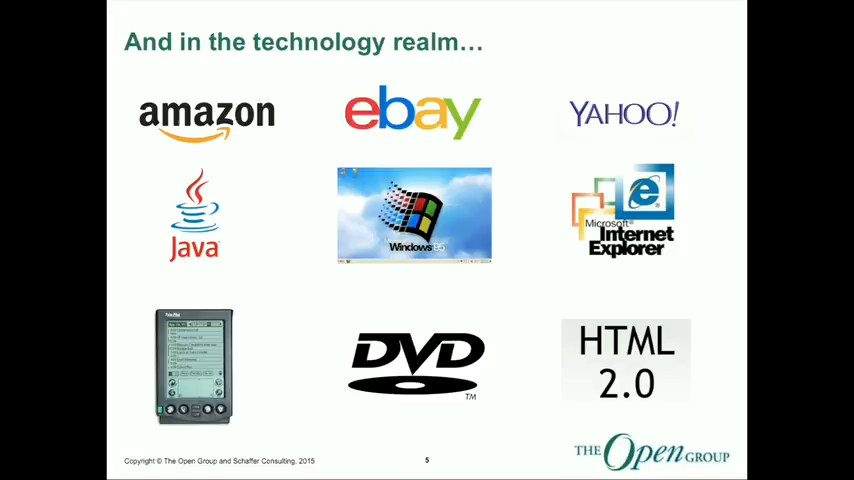 And in the technology realm…
amazon
ebay
YAHOO!
Java
Windows 95
Microsoft
Internet
Explorer
DVD
TM
HTML
2.0
Copyright © The Open Group and Schaffer Consulting, 2015
5
THE Open GROUP